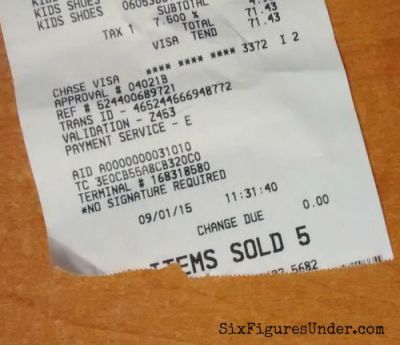 KIDS SHOES
KIDS SHOES
SUBTOTAL
TAX 1 7.600 %
TOTAL 71.43
VISA TEND 71.43
CHASE VISA **** **** **** 3372 I 2
APPROVAL # 04021B
REF # 524400689721
TRANS ID - 465244666948772
VALIDATION - Z453
PAYMENT SERVICE - E
AID A0000000031010
TC 3E0CB55A8CB320C0
TERMINAL # 168318580
*NO SIGNATURE REQUIRED
09/01/15 11:31:40
CHANGE DUE 0.00
ITEMS SOLD 5
5682
SixFiguresUnder.com